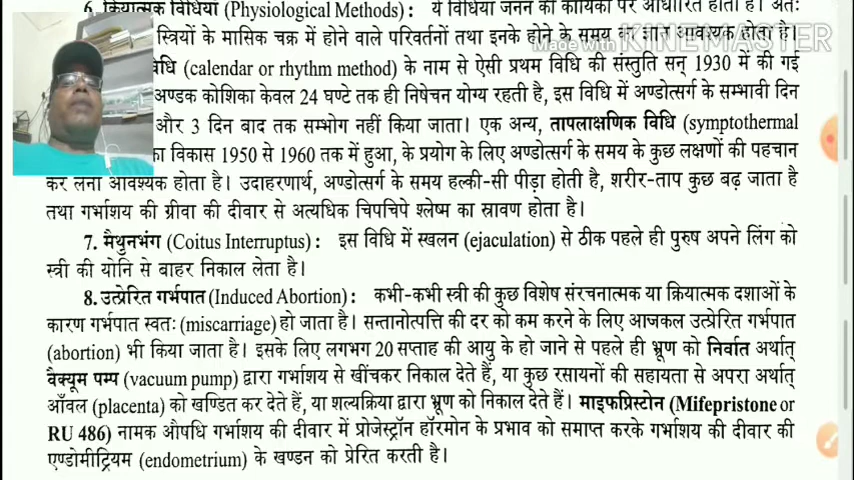 6. क्रियात्मक विधियाँ (Physiological Methods) : ये विधियाँ जनन की कार्यिकी पर आधारित होती हैं। अतः
स्त्रियों के मासिक चक्र में होने वाले परिवर्तनों तथा इनके होने के समय का ज्ञान आवश्यक होता है।
Made with KINEMASTER
विधि (calendar or rhythm method) के नाम से ऐसी प्रथम विधि की संस्तुति सन् 1930 में की गई
अण्डक कोशिका केवल 24 घण्टे तक ही निषेचन योग्य रहती है, इस विधि में अण्डोत्सर्ग के सम्भावी दिन
और 3 दिन बाद तक सम्भोग नहीं किया जाता। एक अन्य, तापलाक्षणिक विधि (symptothermal
का विकास 1950 से 1960 तक में हुआ, के प्रयोग के लिए अण्डोत्सर्ग के समय के कुछ लक्षणों की पहचान
कर लेना आवश्यक होता है। उदाहरणार्थ, अण्डोत्सर्ग के समय हल्की-सी पीड़ा होती है, शरीर-ताप कुछ बढ़ जाता है
तथा गर्भाशय की ग्रीवा की दीवार से अत्यधिक चिपचिपे श्लेष्म का स्रावण होता है।
7. मैथुनभंग (Coitus Interruptus) : इस विधि में स्खलन (ejaculation) से ठीक पहले ही पुरुष अपने लिंग को
स्त्री की योनि से बाहर निकाल लेता है।
8. उत्प्रेरित गर्भपात (Induced Abortion) : कभी-कभी स्त्री की कुछ विशेष संरचनात्मक या क्रियात्मक दशाओं के
कारण गर्भपात स्वतः (miscarriage) हो जाता है। सन्तानोत्पत्ति की दर को कम करने के लिए आजकल उत्प्रेरित गर्भपात
(abortion) भी किया जाता है। इसके लिए लगभग 20 सप्ताह की आयु के हो जाने से पहले ही भ्रूण को निर्वात अर्थात्
वैक्यूम पम्प (vacuum pump) द्वारा गर्भाशय से खींचकर निकाल देते हैं, या कुछ रसायनों की सहायता से अपरा अर्थात्
आँवल (placenta) को खण्डित कर देते हैं, या शल्यक्रिया द्वारा भ्रूण को निकाल देते हैं। माइफप्रिस्टोन (Mifepristone or
RU 486) नामक औषधि गर्भाशय की दीवार में प्रोजेस्ट्रॉन हॉरमोन के प्रभाव को समाप्त करके गर्भाशय की दीवार की
एण्डोमीट्रियम (endometrium) के खण्डन को प्रेरित करती है।